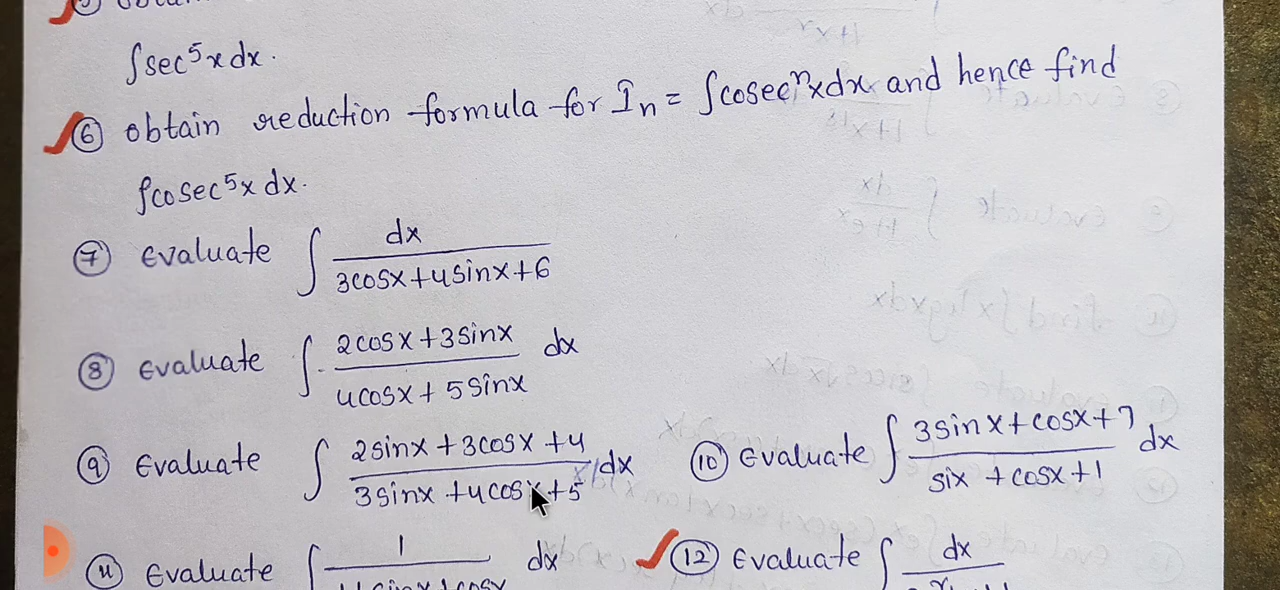 ∫sec⁵x dx.
⑥ obtain reduction formula for Iₙ = ∫cosecⁿx dx and hence find
∫cosec⁵x dx.
⑦ Evaluate ∫ dx / (3cosx+4sinx+6)
⑧ Evaluate ∫ (2cosx+3sinx) / (4cosx+5sinx) dx
⑨ Evaluate ∫ (2sinx+3cosx+4) / (3sinx+4cosx+5) dx
⑩ Evaluate ∫ (3sinx+cosx+7) / (six+cosx+1) dx
⑪ Evaluate ∫ 1 / dx
⑫ Evaluate ∫ dx